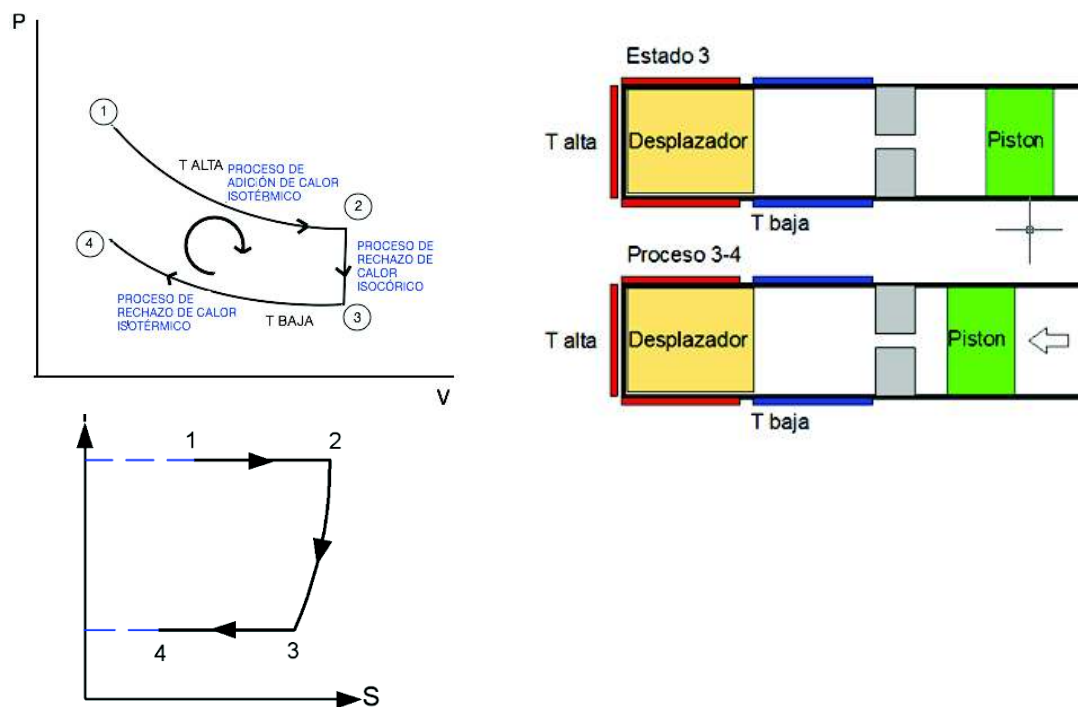 P
1
T ALTA
PROCESO DE
ADICIÓN DE CALOR
ISOTÉRMICO
2
4
PROCESO DE
RECHAZO DE
CALOR
ISOCÓRICO
PROCESO DE
RECHAZO DE CALOR
ISOTÉRMICO
T BAJA
3
V
1
2
4
3
S
Estado 3
T alta
Desplazador
Piston
T baja
Proceso 3-4
T alta
Desplazador
Piston
T baja